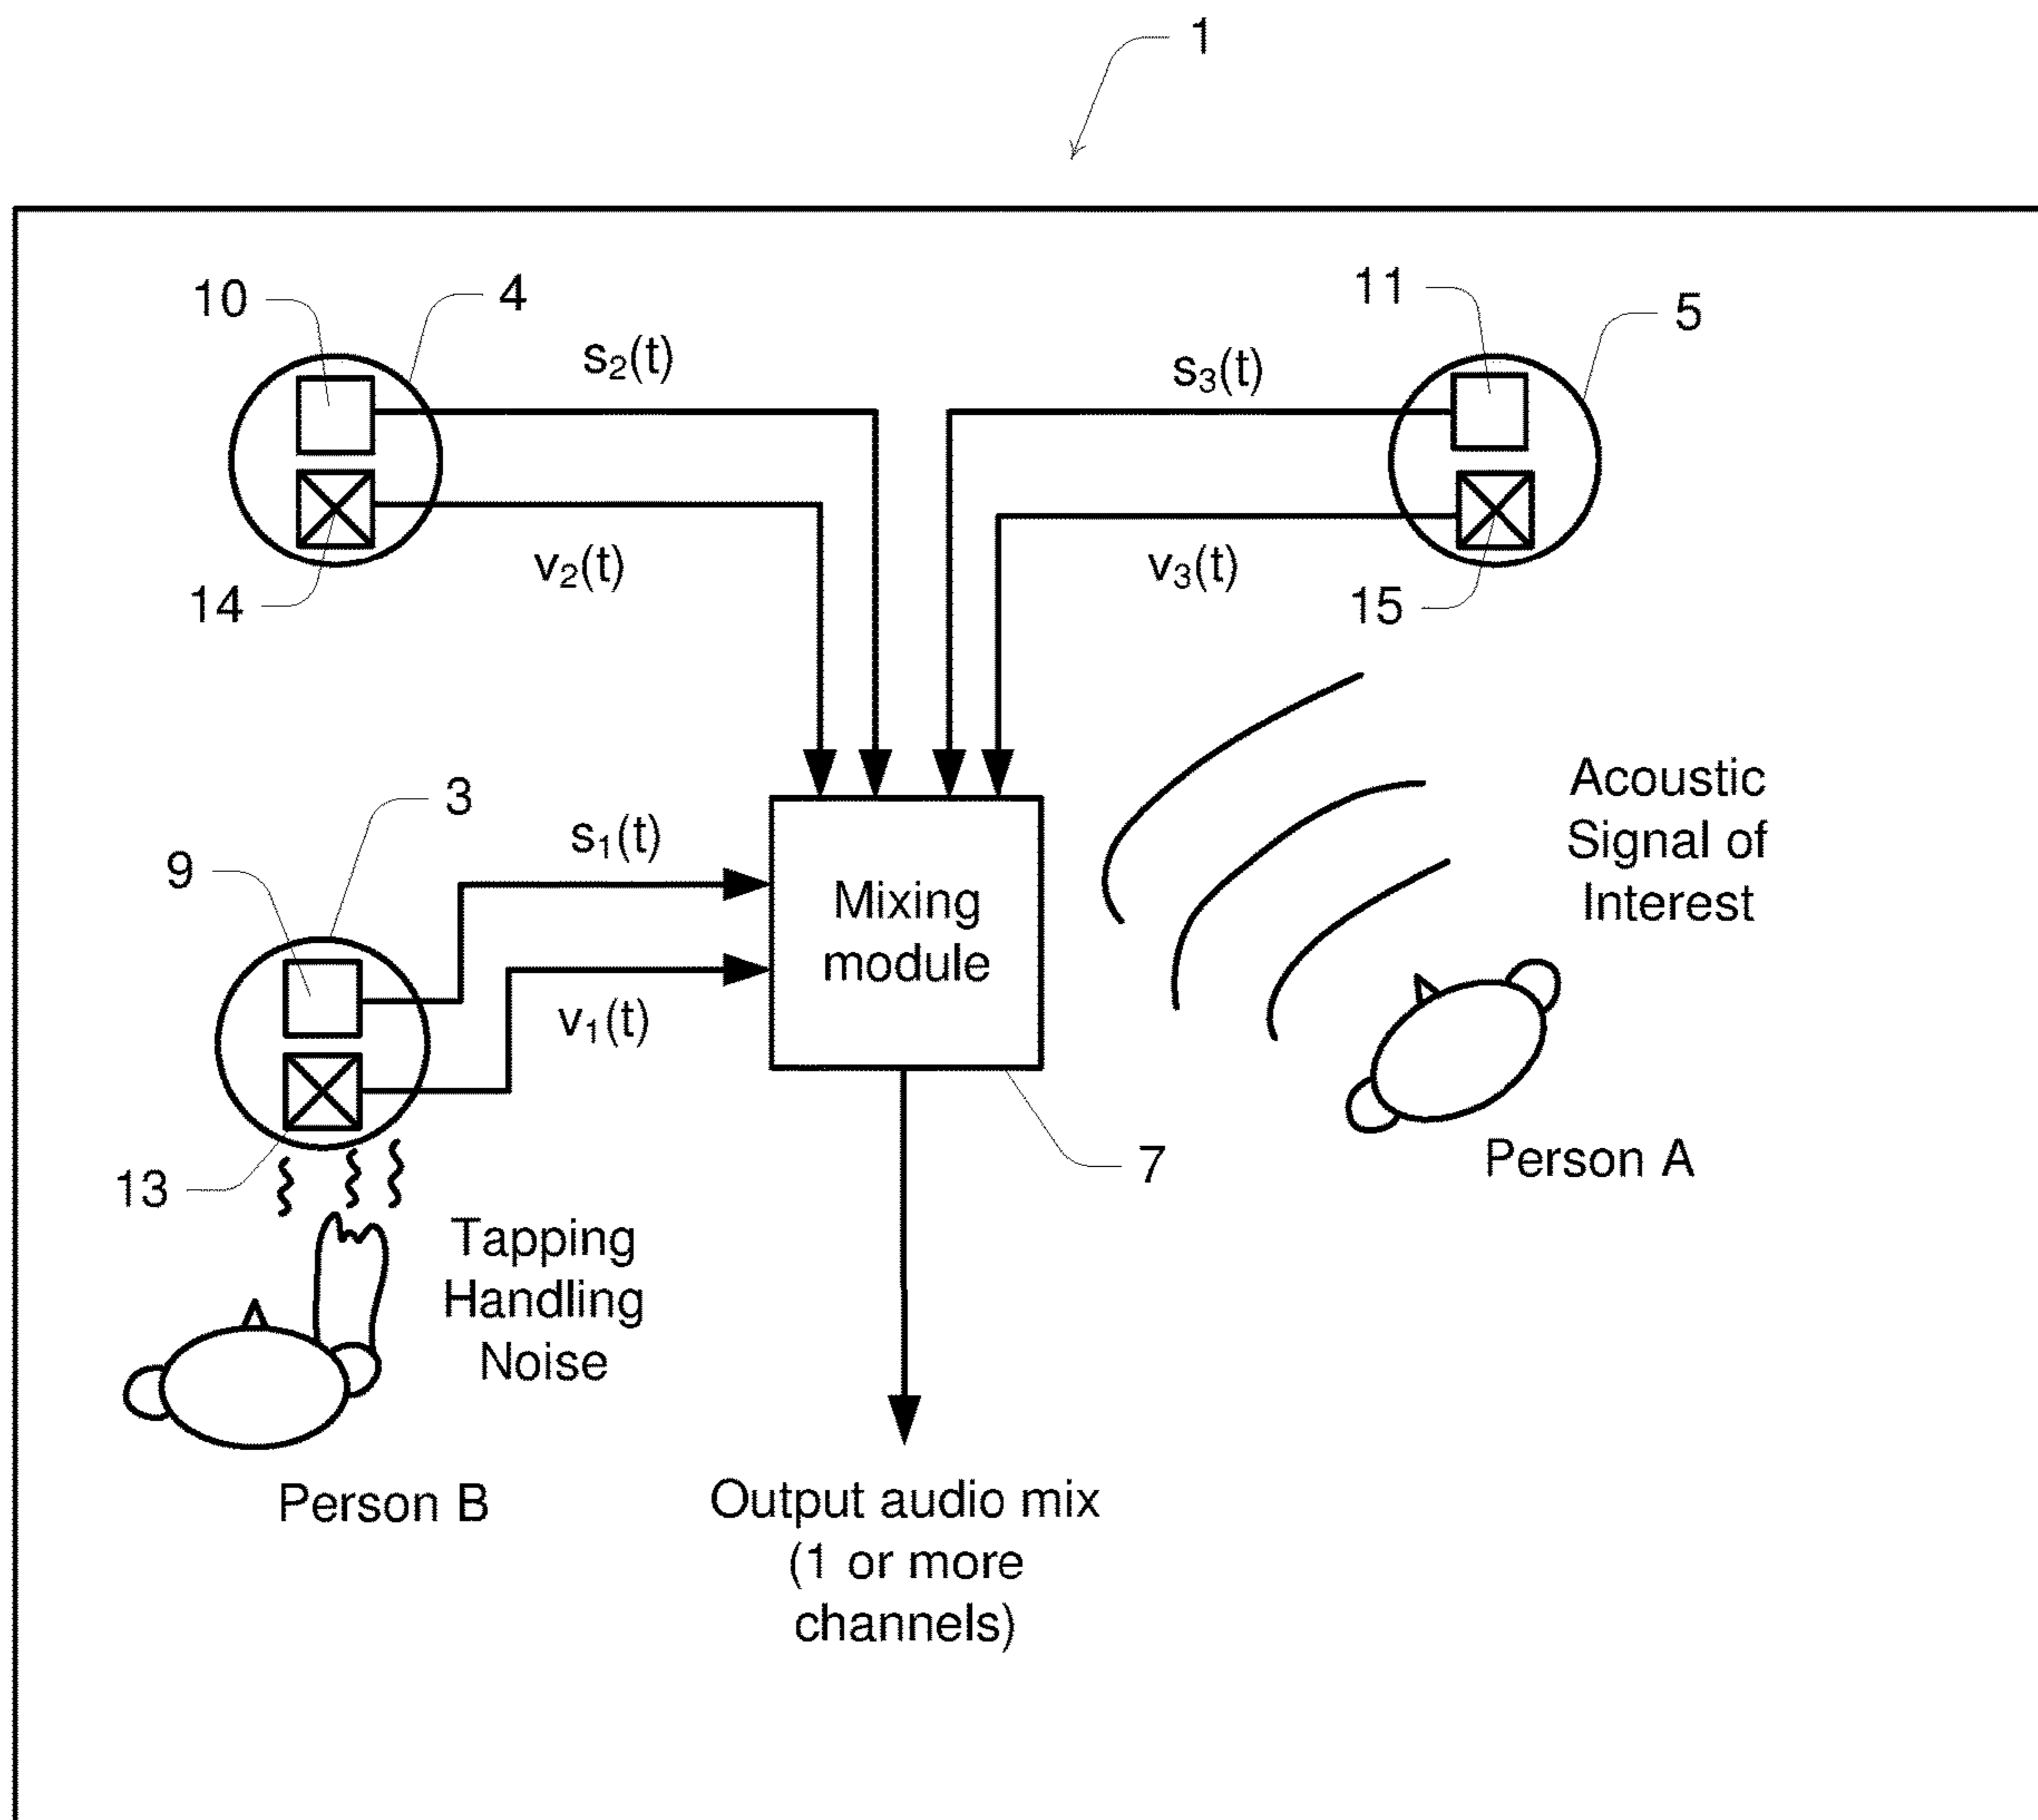 1
10
4
11
5
s₂(t)
s₃(t)
v₂(t)
v₃(t)
14
15
3
s₁(t)
9
Mixing
module
v₁(t)
Acoustic
Signal of
Interest
13
7
Person A
Tapping
Handling
Noise
Person B
Output audio mix
(1 or more
channels)